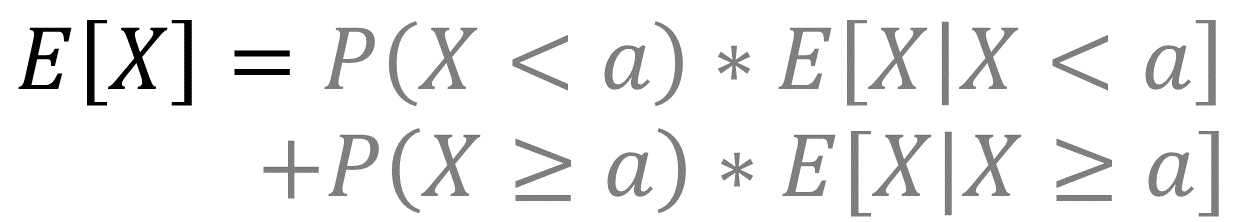 E[X] = P(X < a) * E[X|X < a]
+P(X ≥ a) * E[X|X ≥ a]